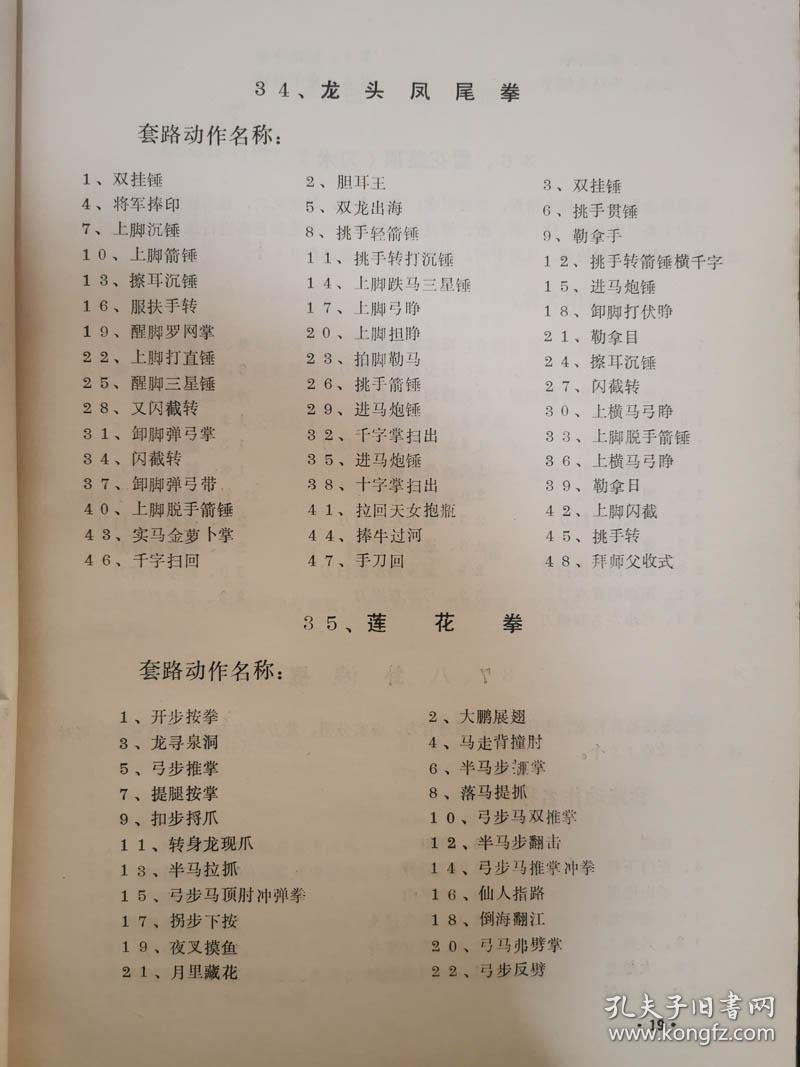 34、龙头凤尾拳
套路动作名称：
1、双挂锤 2、胆耳王 3、双挂锤
4、将军捧印 5、双龙出海 6、挑手贯锤
7、上脚沉锤 8、挑手轻箭锤 9、勒拿手
10、上脚箭锤 11、挑手转打沉锤 12、挑手转箭锤横千字
13、擦耳沉锤 14、上脚跌马三星锤 15、进马炮锤
16、服扶手转 17、上脚弓睁 18、卸脚打伏睁
19、醒脚罗网掌 20、上脚担睁 21、勒拿目
22、上脚打直锤 23、拍脚勒马 24、擦耳沉锤
25、醒脚三星锤 26、挑手箭锤 27、闪截转
28、又闪截转 29、进马炮锤 30、上横马弓睁
31、卸脚弹弓掌 32、千字掌扫出 33、上脚脱手箭锤
34、闪截转 35、进马炮锤 36、上横马弓睁
37、卸脚弹弓带 38、十字掌扫出 39、勒拿日
40、上脚脱手箭锤 41、拉回天女抱瓶 42、上脚闪截
43、实马金萝卜掌 44、捧牛过河 45、挑手转
46、千字扫回 47、手刀回 48、拜师父收式
35、莲花拳
套路动作名称：
1、开步按拳 2、大鹏展翅
3、龙寻泉洞 4、马走背撞肘
5、弓步推掌 6、半马步掌
7、提腿按掌 8、落马提抓
9、扣步捋爪 10、弓步马双推掌
11、转身龙现爪 12、半马步翻击
13、半马拉抓 14、弓步马推掌冲拳
15、弓步马顶肘冲弹拳 16、仙人指路
17、拐步下按 18、倒海翻江
19、夜叉摸鱼 20、弓马弗劈掌
21、月里藏花 22、弓步反劈
·19·
孔夫子旧书网
www.kongfz.com